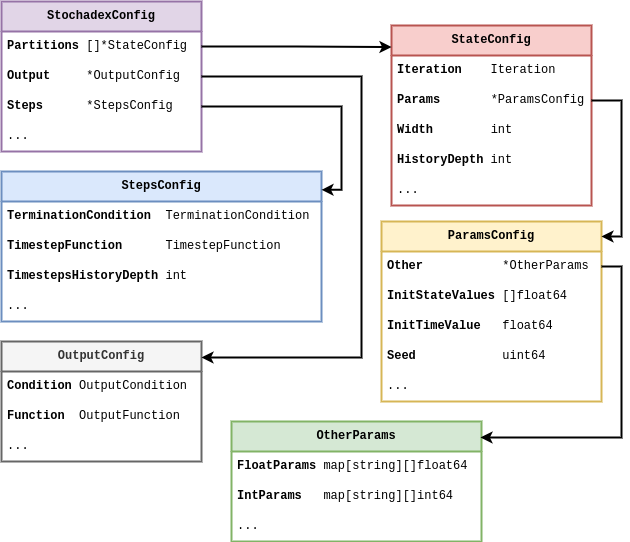 StochadexConfig
Partitions []*StateConfig
Output *OutputConfig
Steps *StepsConfig
...
StateConfig
Iteration Iteration
Params *ParamsConfig
Width int
HistoryDepth int
...
StepsConfig
TerminationCondition TerminationCondition
TimestepFunction TimestepFunction
TimestepsHistoryDepth int
...
ParamsConfig
Other *OtherParams
InitStateValues []float64
InitTimeValue float64
Seed uint64
...
OutputConfig
Condition OutputCondition
Function OutputFunction
...
OtherParams
FloatParams map[string][]float64
IntParams map[string][]int64
...